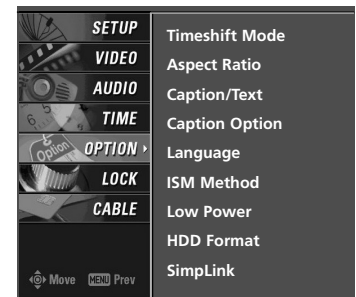 SETUP
VIDEO
AUDIO
TIME
OPTION
LOCK
CABLE
Move MENU Prev
Timeshift Mode
Aspect Ratio
Caption/Text
Caption Option
Language
ISM Method
Low Power
HDD Format
SimpLink